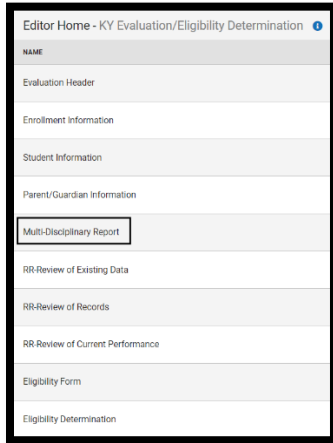 Editor Home - KY Evaluation/Eligibility Determination
NAME
Evaluation Header
Enrollment Information
Student Information
Parent/Guardian Information
Multi-Disciplinary Report
RR-Review of Existing Data
RR-Review of Records
RR-Review of Current Performance
Eligibility Form
Eligibility Determination